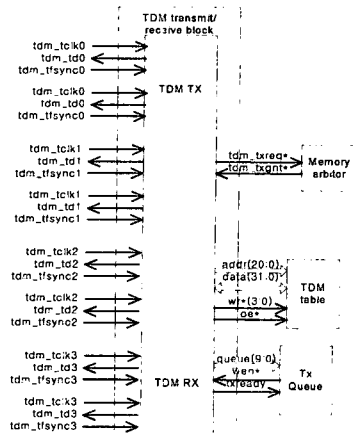 TDM transmit/
receive block
tdm_tclk0
tdm_td0
tdm_tfsync0
TDM TX
tdm_tclk0
tdm_td0
tdm_tfsync0
tdm_tclk1
tdm_td1
tdm_tfsync1
tdm_txreq*
tdm_txgnt*
Memory
arbitor
tdm_tclk1
tdm_td1
tdm_tfsync1
tdm_tclk2
tdm_td2
tdm_tfsync2
addr(20:0)
data(31:0)
TDM
table
tdm_tclk2
tdm_td2
tdm_tfsync2
wr*(3:0)
oe*
tdm_tclk3
tdm_td3
tdm_tfsync3
TDM RX
queue(9:0)
wen*
txready
Tx
Queue
tdm_tclk3
tdm_td3
tdm_tfsync3